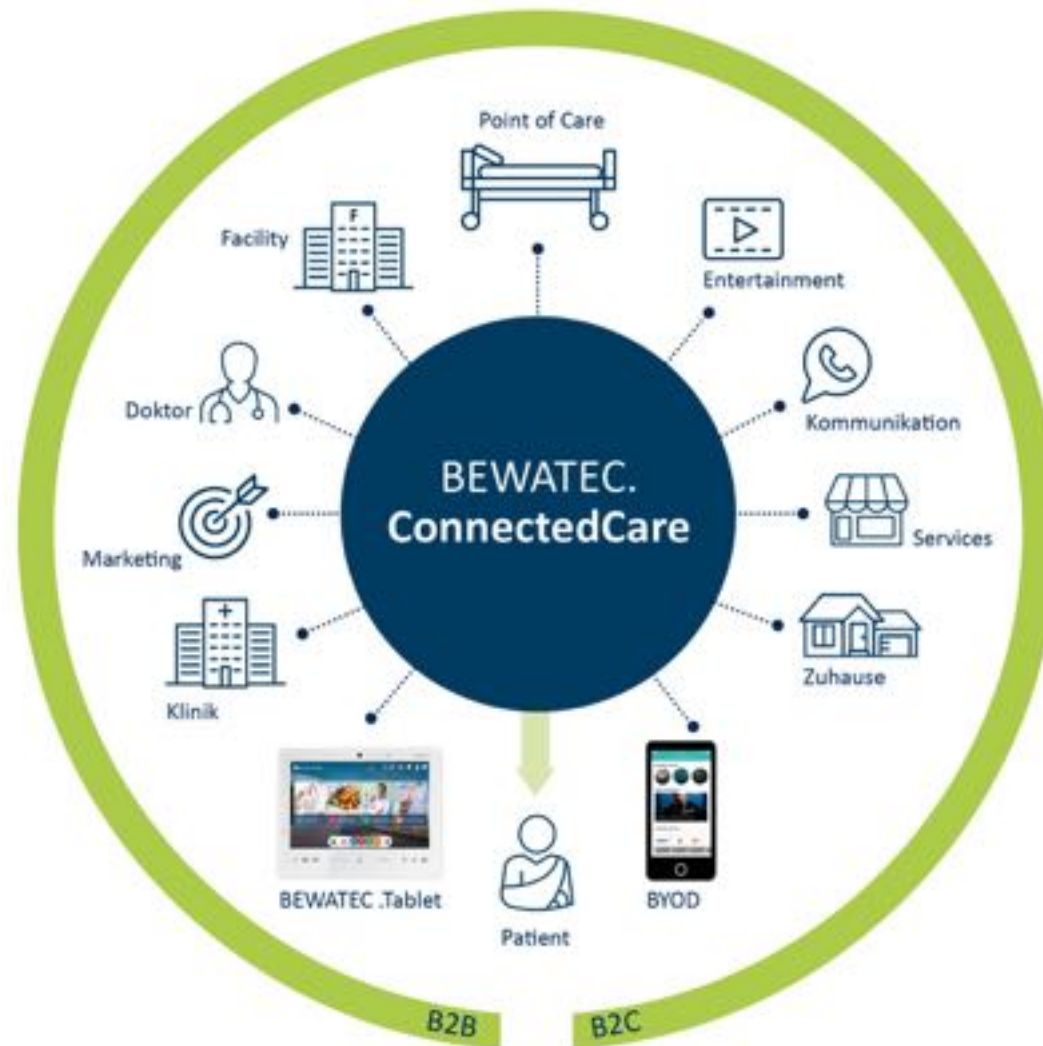 Point of Care
F
Facility
Entertainment
Doktor
Kommunikation
BEWATEC.
ConnectedCare
Marketing
Services
Klinik
Zuhause
BEWATEC .Tablet
BYOD
Patient
B2B
B2C